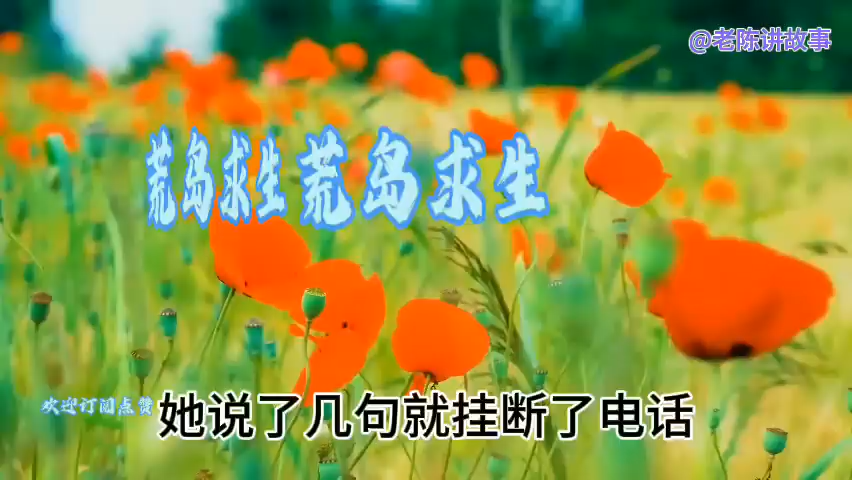 @老陈讲故事
荒岛求生荒岛求生
欢迎订阅点赞
她说了几句就挂断了电话